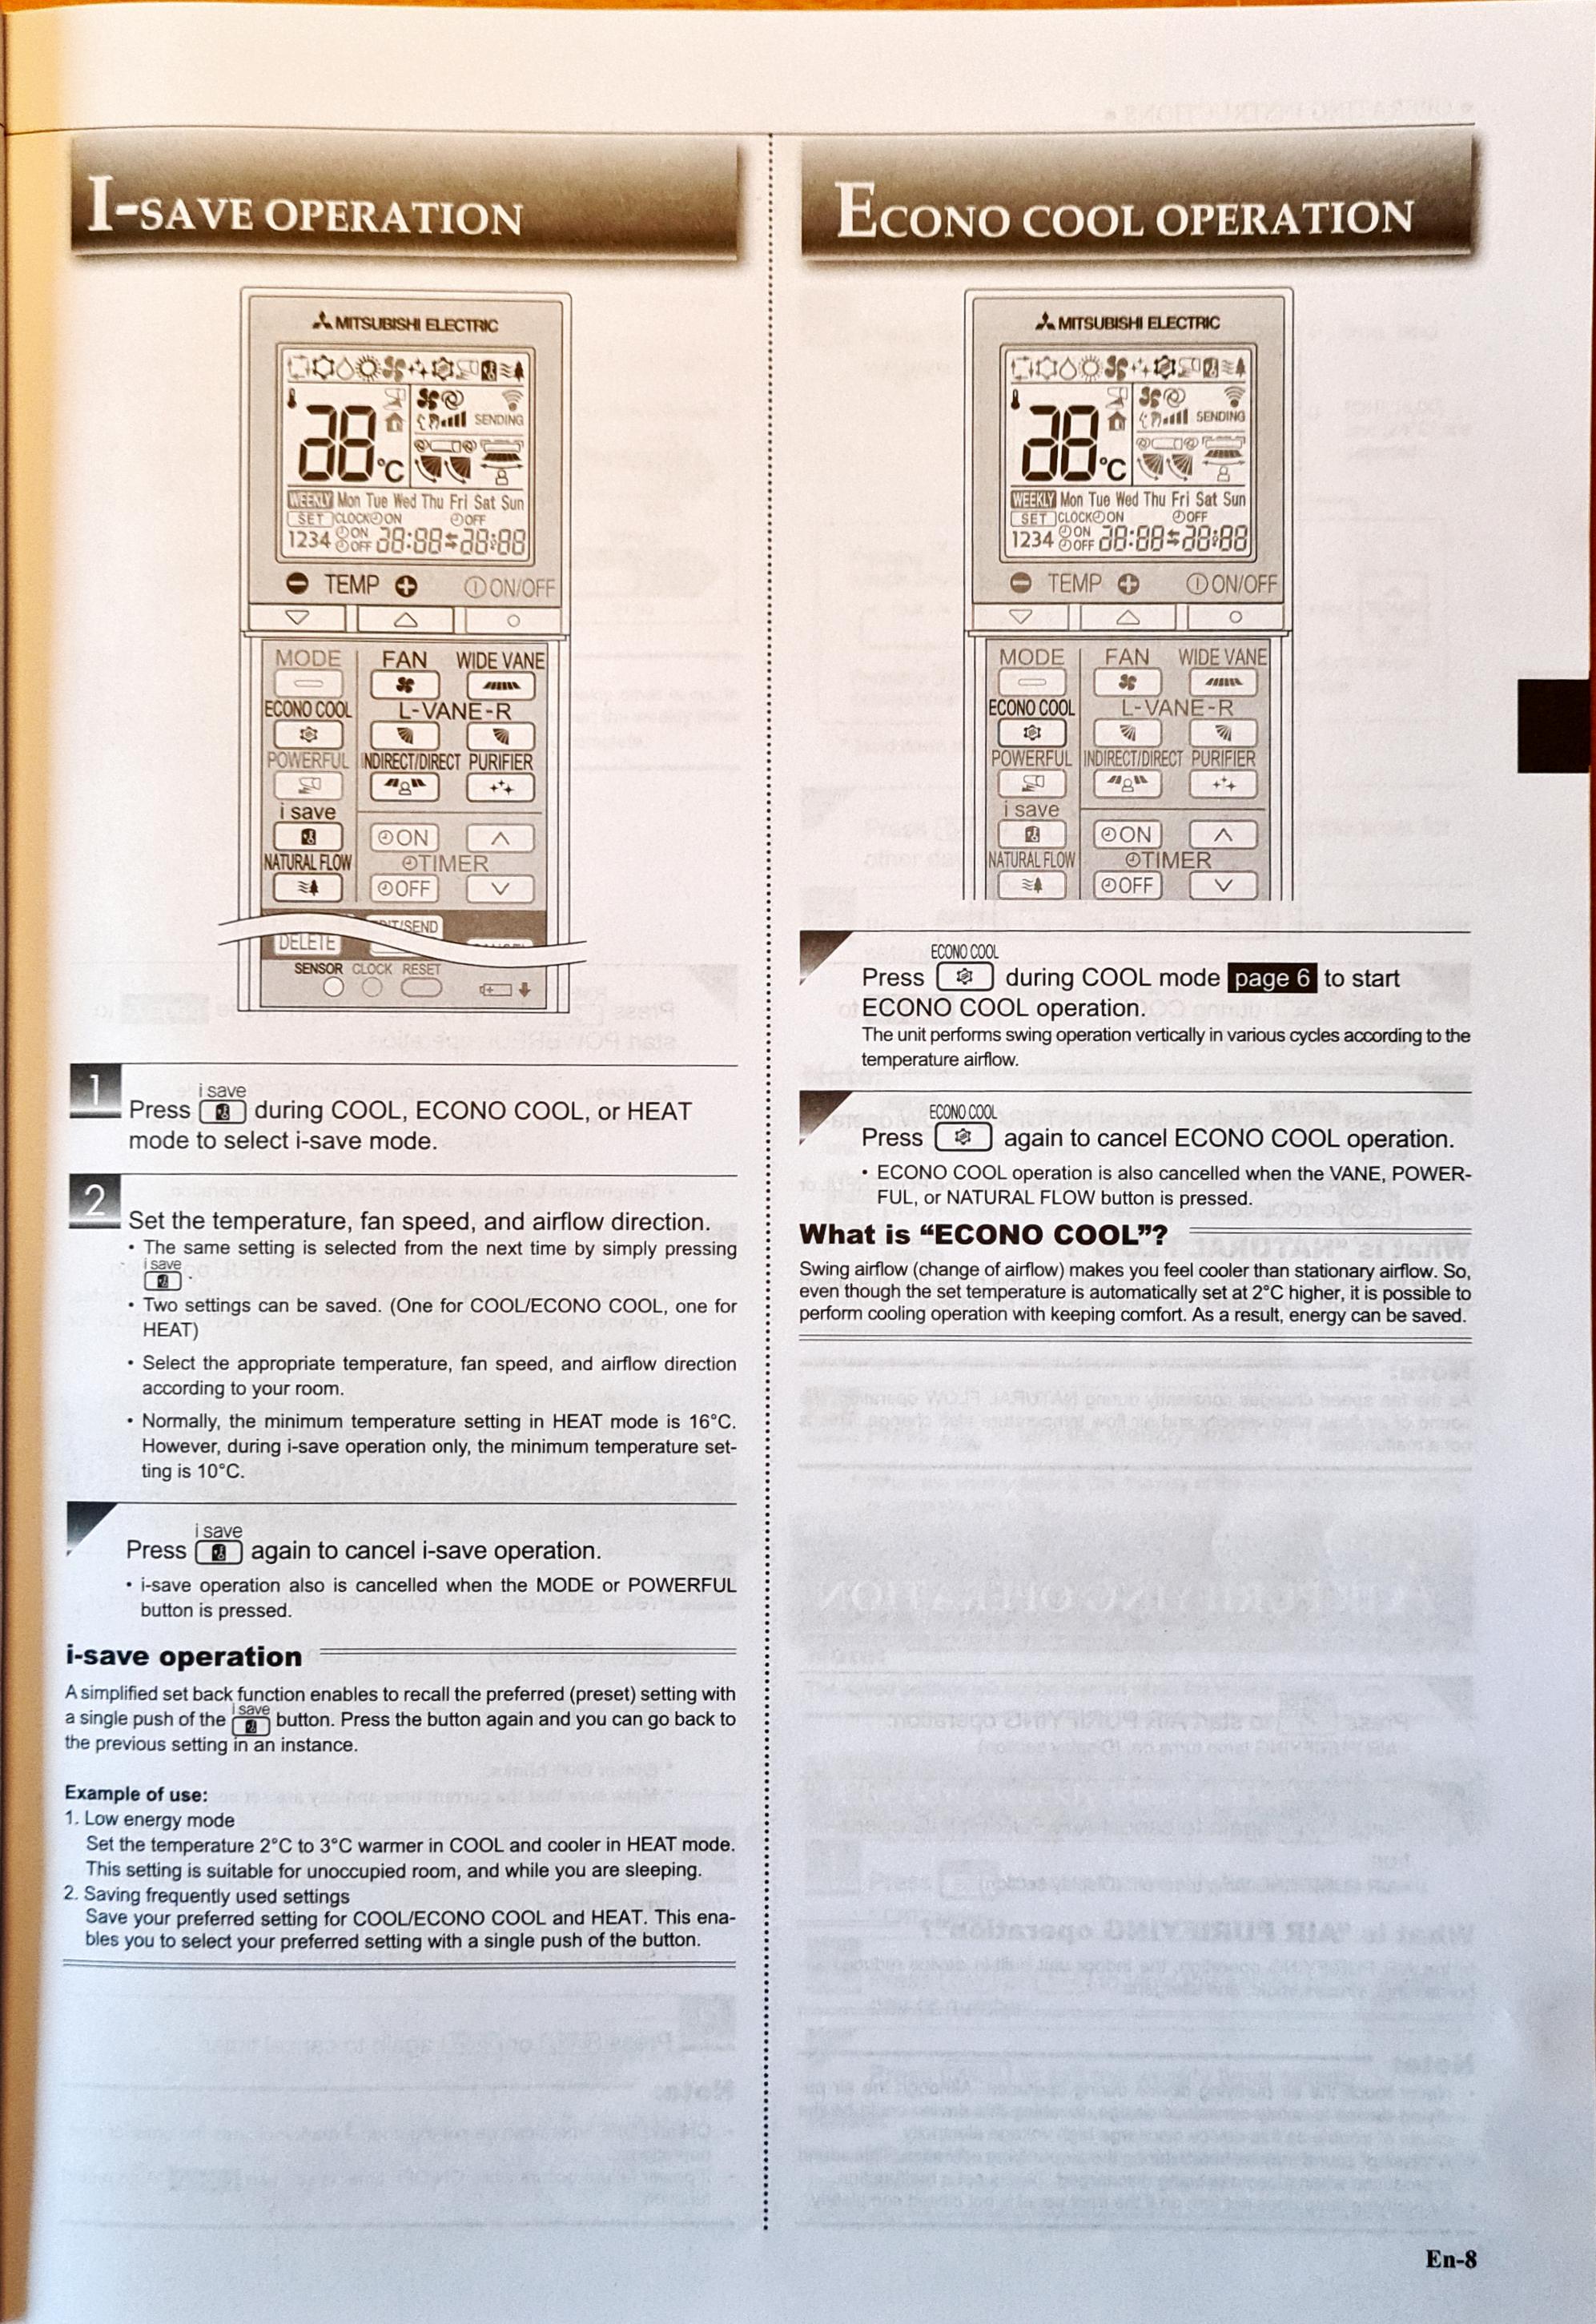 I-SAVE OPERATION
MITSUBISHI ELECTRIC
SENDING
88°C
WEEKLY Mon Tue Wed Thu Fri Sat Sun
SET CLOCK ON OFF
1234 ON OFF 88:88 88:88
TEMP ON/OFF
MODE FAN WIDE VANE
ECONO COOL L-VANE-R
POWERFUL INDIRECT/DIRECT PURIFIER
i save
ON
NATURAL FLOW TIMER
OFF
DELETE
SENSOR CLOCK RESET
1
i save
Press during COOL, ECONO COOL, or HEAT
mode to select i-save mode.
2
Set the temperature, fan speed, and airflow direction.
• The same setting is selected from the next time by simply pressing
i save
.
• Two settings can be saved. (One for COOL/ECONO COOL, one for
HEAT)
• Select the appropriate temperature, fan speed, and airflow direction
according to your room.
• Normally, the minimum temperature setting in HEAT mode is 16°C.
However, during i-save operation only, the minimum temperature set-
ting is 10°C.
i save
Press again to cancel i-save operation.
• i-save operation also is cancelled when the MODE or POWERFUL
button is pressed.
i-save operation
A simplified set back function enables to recall the preferred (preset) setting with
i save
a single push of the button. Press the button again and you can go back to
the previous setting in an instance.
Example of use:
1. Low energy mode
Set the temperature 2°C to 3°C warmer in COOL and cooler in HEAT mode.
This setting is suitable for unoccupied room, and while you are sleeping.
2. Saving frequently used settings
Save your preferred setting for COOL/ECONO COOL and HEAT. This ena-
bles you to select your preferred setting with a single push of the button.
ECONO COOL OPERATION
MITSUBISHI ELECTRIC
SENDING
88°C
WEEKLY Mon Tue Wed Thu Fri Sat Sun
SET CLOCK ON OFF
1234 ON OFF 88:88 88:88
TEMP ON/OFF
MODE FAN WIDE VANE
ECONO COOL L-VANE-R
POWERFUL INDIRECT/DIRECT PURIFIER
i save
ON
NATURAL FLOW TIMER
OFF
ECONO COOL
Press during COOL mode page 6 to start
ECONO COOL operation.
The unit performs swing operation vertically in various cycles according to the
temperature airflow.
ECONO COOL
Press again to cancel ECONO COOL operation.
• ECONO COOL operation is also cancelled when the VANE, POWER-
FUL, or NATURAL FLOW button is pressed.
What is “ECONO COOL”?
Swing airflow (change of airflow) makes you feel cooler than stationary airflow. So,
even though the set temperature is automatically set at 2°C higher, it is possible to
perform cooling operation with keeping comfort. As a result, energy can be saved.
En-8